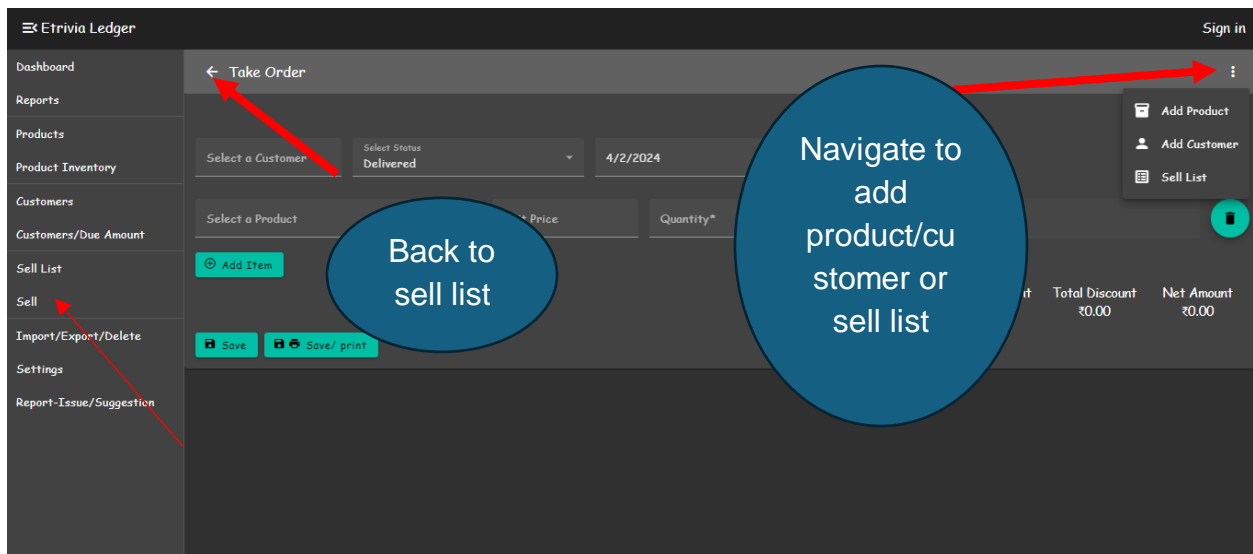 Etrivia Ledger
Sign in
Dashboard
Reports
Products
Product Inventory
Customers
Customers/Due Amount
Sell List
Sell
Import/Export/Delete
Settings
Report-Issue/Suggestion
Take Order
Add Product
Add Customer
Sell List
Select a Customer
Select Status
Delivered
4/2/2024
Select a Product
Price
Quantity*
Add Item
Total Discount
Net Amount
₹0.00
₹0.00
Save
Save/ print
Back to
sell list
Navigate to
add
product/cu
stomer or
sell list